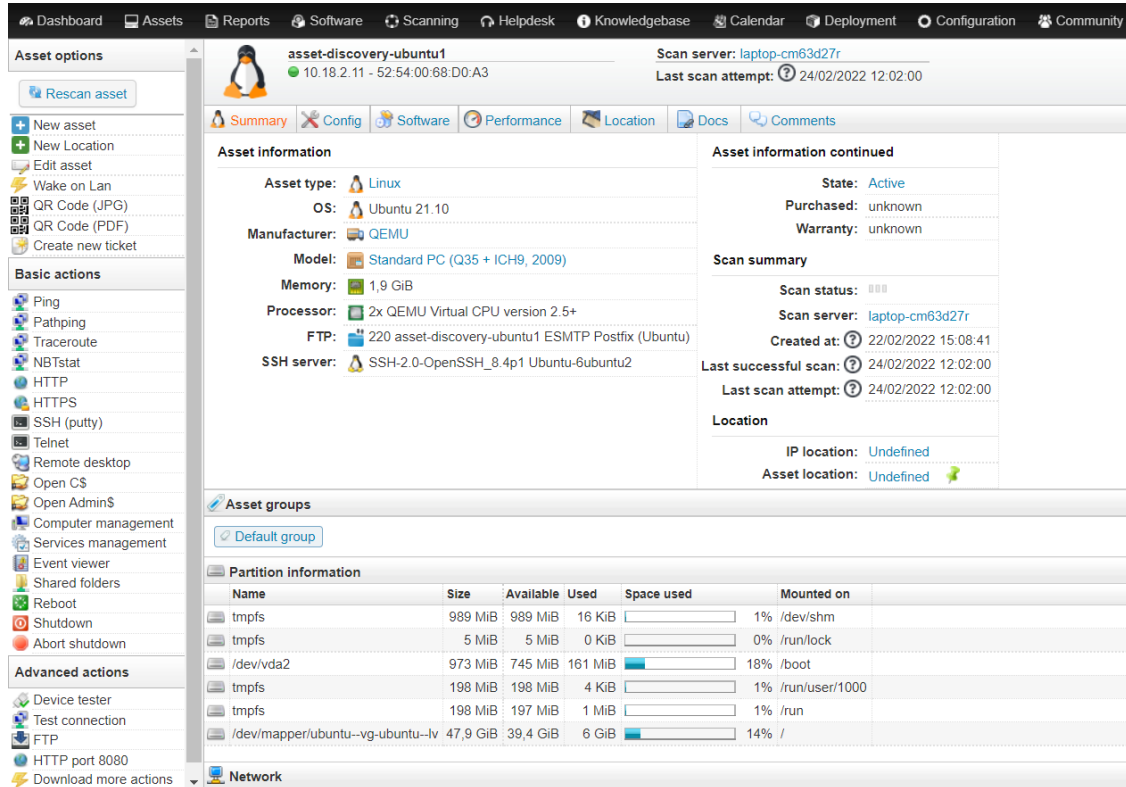 Dashboard Assets Reports Software Scanning Helpdesk Knowledgebase Calendar Deployment Configuration Community
Asset options
Rescan asset
New asset
New Location
Edit asset
Wake on Lan
QR Code (JPG)
QR Code (PDF)
Create new ticket
Basic actions
Ping
Pathping
Traceroute
NBTstat
HTTP
HTTPS
SSH (putty)
Telnet
Remote desktop
Open C$
Open Admin$
Computer management
Services management
Event viewer
Shared folders
Reboot
Shutdown
Abort shutdown
Advanced actions
Device tester
Test connection
FTP
HTTP port 8080
Download more actions
asset-discovery-ubuntu1
10.18.2.11 - 52:54:00:68:D0:A3
Scan server: laptop-cm63d27r
Last scan attempt: ? 24/02/2022 12:02:00
Summary Config Software Performance Location Docs Comments
Asset information
Asset type: Linux
OS: Ubuntu 21.10
Manufacturer: QEMU
Model: Standard PC (Q35 + ICH9, 2009)
Memory: 1,9 GiB
Processor: 2x QEMU Virtual CPU version 2.5+
FTP: 220 asset-discovery-ubuntu1 ESMTP Postfix (Ubuntu)
SSH server: SSH-2.0-OpenSSH_8.4p1 Ubuntu-6ubuntu2
Asset information continued
State: Active
Purchased: unknown
Warranty: unknown
Scan summary
Scan status:
Scan server: laptop-cm63d27r
Created at: ? 22/02/2022 15:08:41
Last successful scan: ? 24/02/2022 12:02:00
Last scan attempt: ? 24/02/2022 12:02:00
Location
IP location: Undefined
Asset location: Undefined
Asset groups
Default group
Partition information
Name Size Available Used Space used Mounted on
tmpfs 989 MiB 989 MiB 16 KiB 1% /dev/shm
tmpfs 5 MiB 5 MiB 0 KiB 0% /run/lock
/dev/vda2 973 MiB 745 MiB 161 MiB 18% /boot
tmpfs 198 MiB 198 MiB 4 KiB 1% /run/user/1000
tmpfs 198 MiB 197 MiB 1 MiB 1% /run
/dev/mapper/ubuntu--vg-ubuntu--lv 47,9 GiB 39,4 GiB 6 GiB 14% /
Network